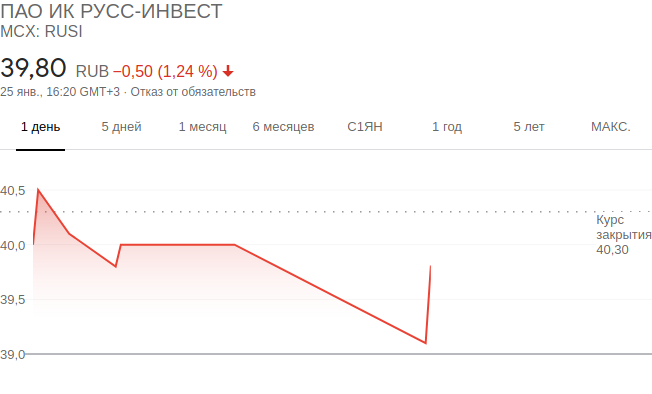 ПАО ИК РУСС-ИНВЕСТ
MCX: RUSI
39,80 RUB −0,50 (1,24 %)
25 янв., 16:20 GMT+3 · Отказ от обязательств
1 день 5 дней 1 месяц 6 месяцев С1ЯН 1 год 5 лет МАКС.
40,5
Курс
закрытия
40,30
40,0
39,5
39,0